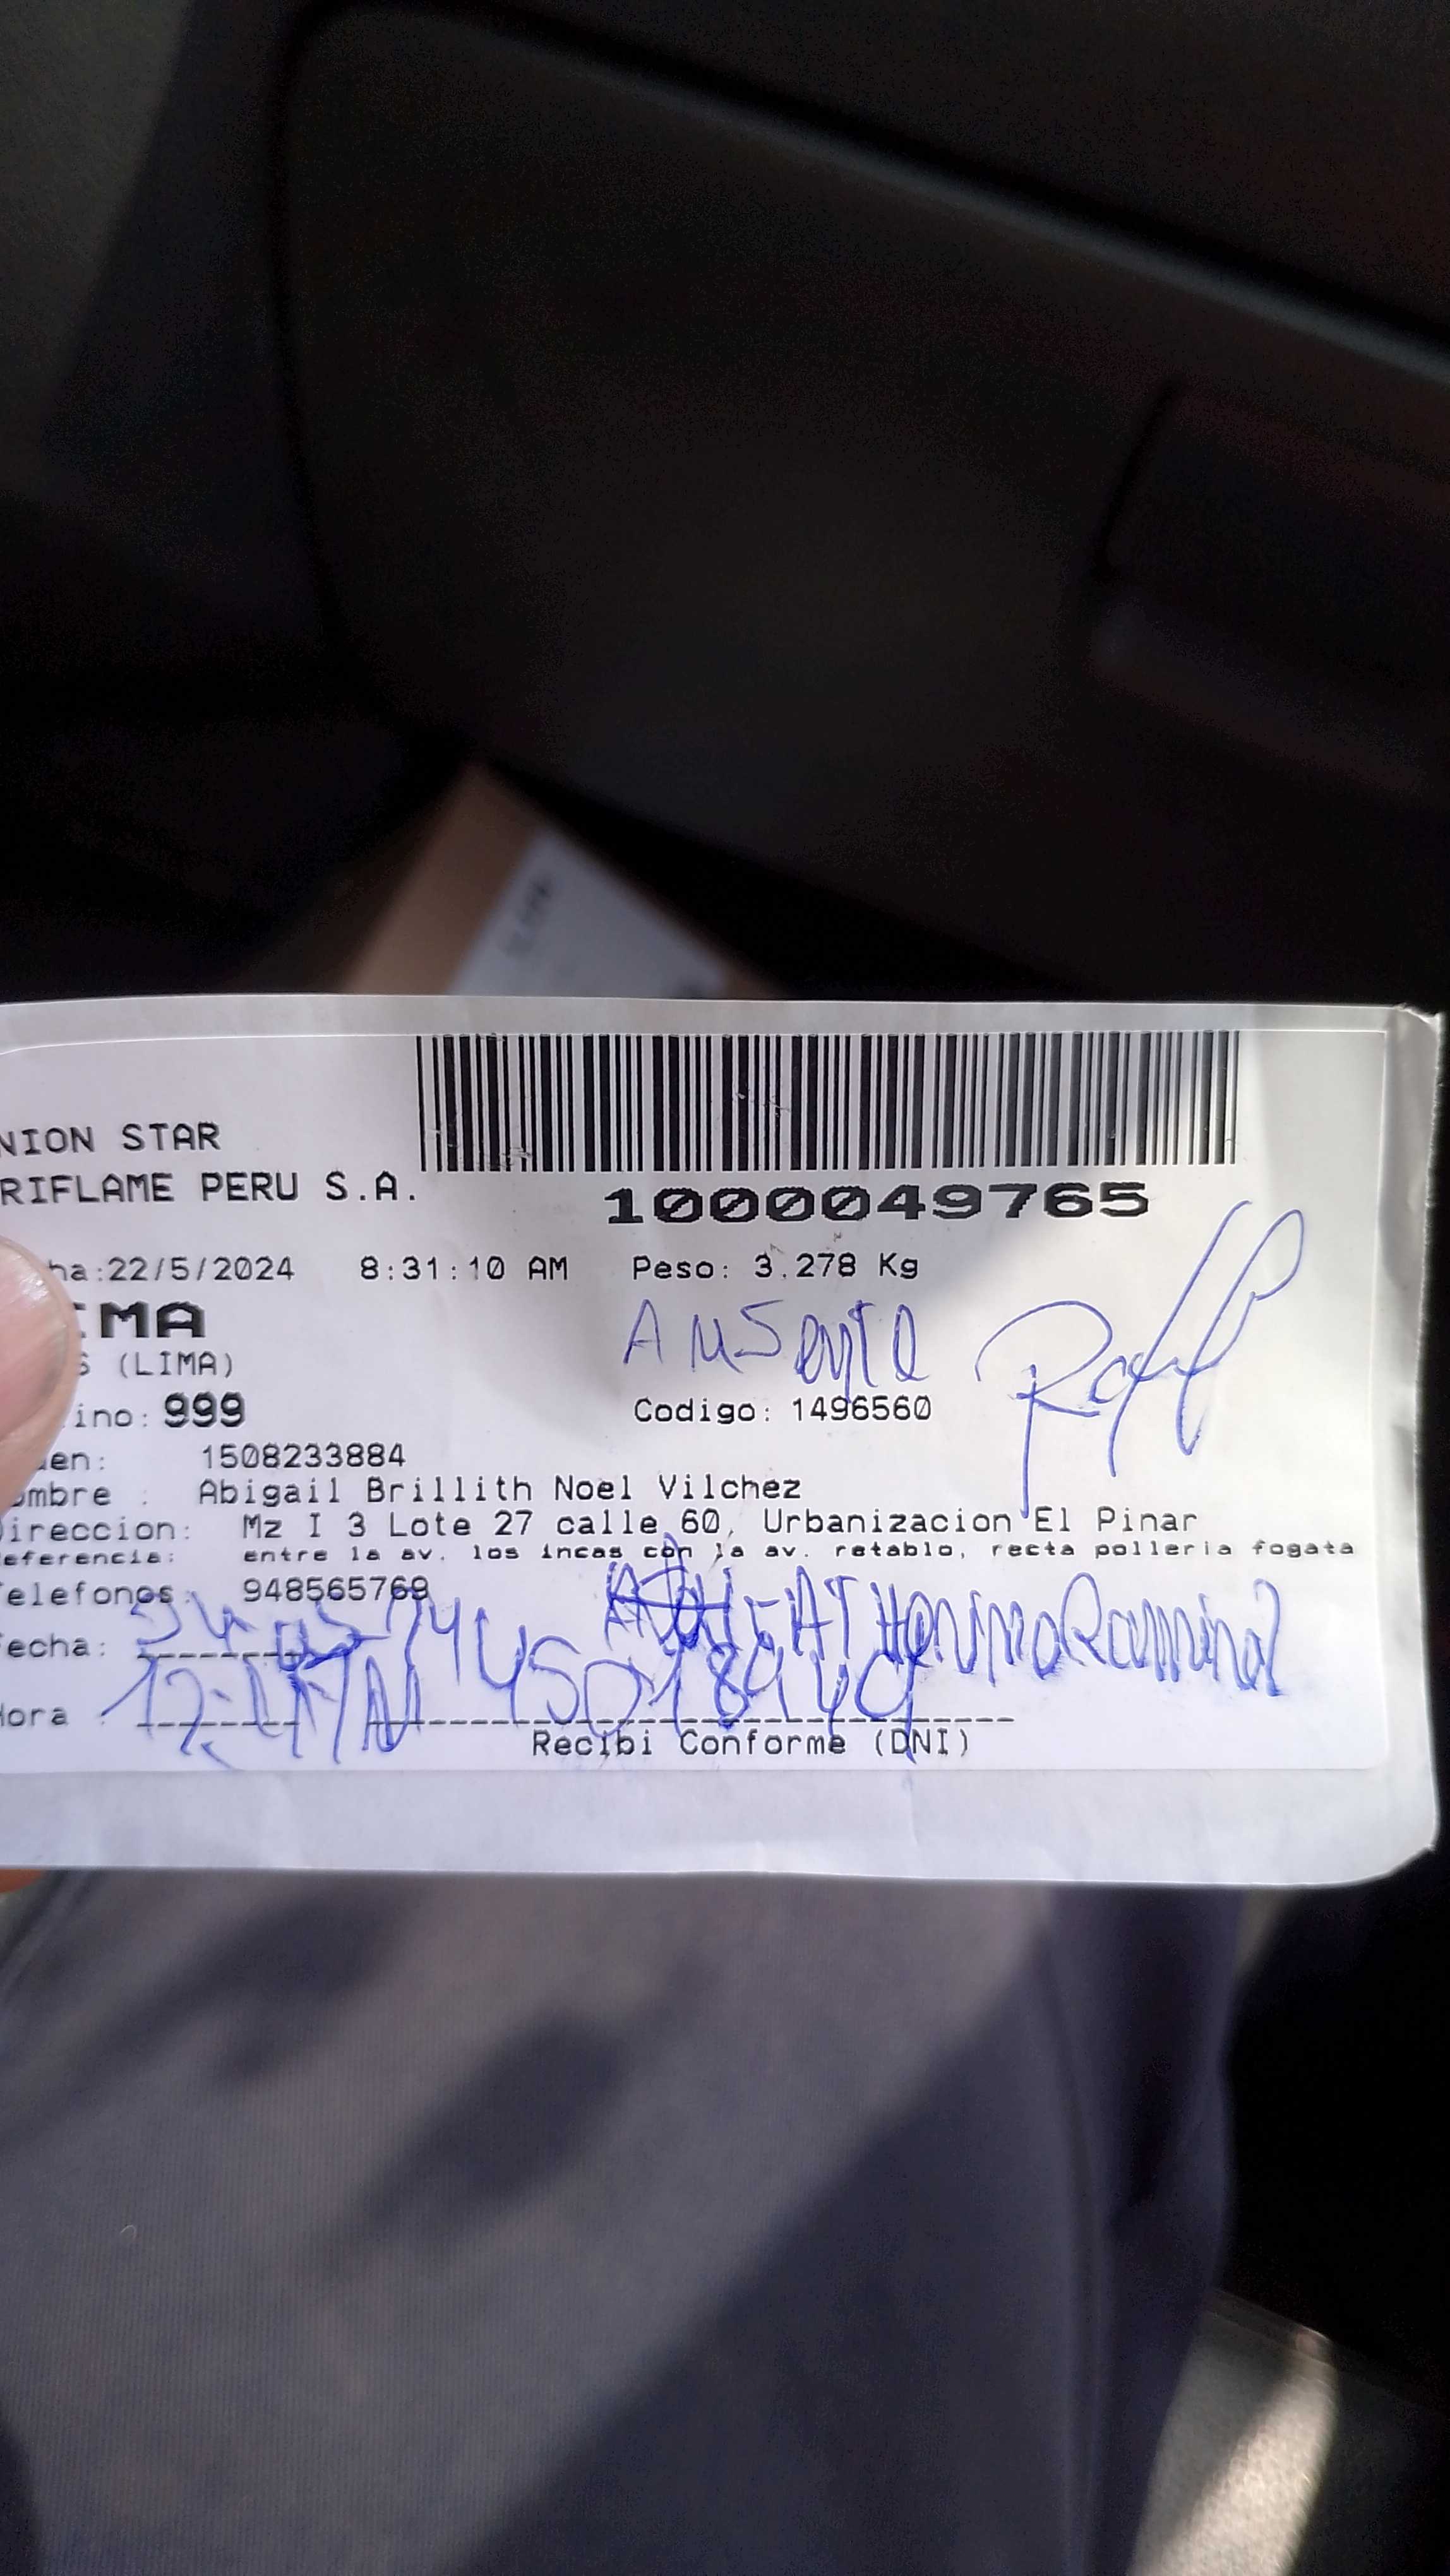 NION STAR
RIFLAME PERU S.A.
1000049765
ha:22/5/2024 8:31:10 AM Peso: 3.278 Kg
IMA
Ausente
S (LIMA)
ino: 999 Codigo: 1496560
den: 1508233884
ombre : Abigail Brillith Noel Vilchez
ireccion: Mz I 3 Lote 27 calle 60, Urbanizacion El Pinar
eferencia: entre la av. los incas con la av. retablo, recta polleria fogata
elefonos: 948565769
echa:
Hora :
Recibi Conforme (DNI)